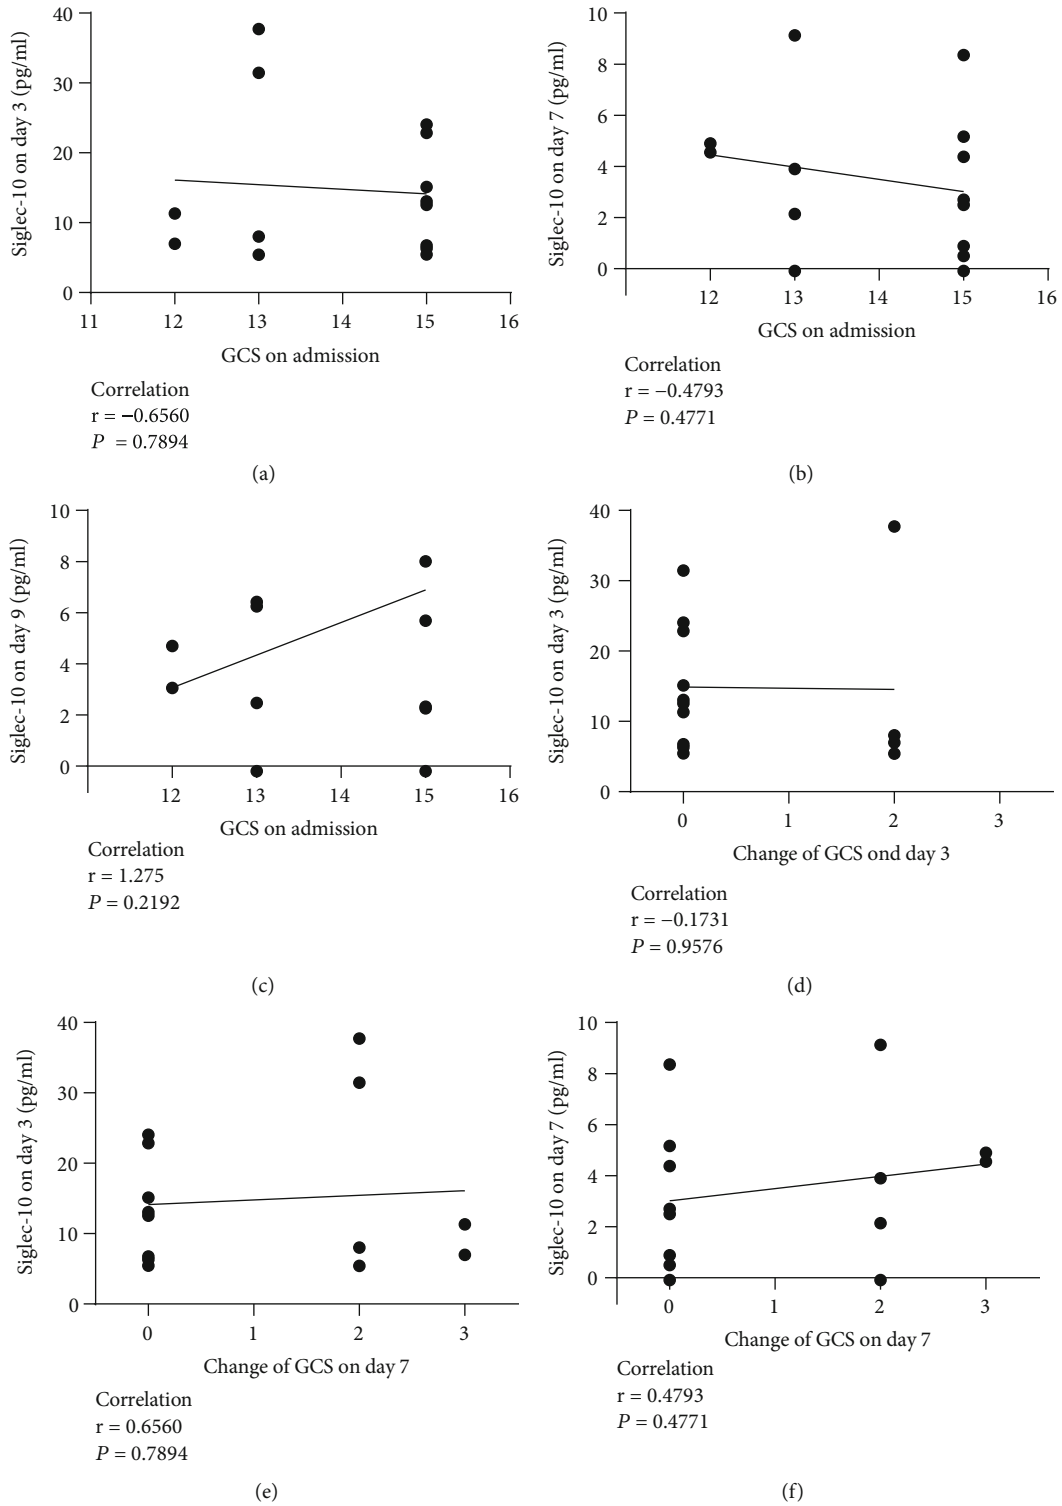 Siglec-10 on day 3 (pg/ml)
40
30
20
10
0
11 12 13 14 15 16
GCS on admission
Correlation
r = −0.6560
P = 0.7894
(a)
Siglec-10 on day 7 (pg/ml)
10
8
6
4
2
0
12 13 14 15 16
GCS on admission
Correlation
r = −0.4793
P = 0.4771
(b)
Siglec-10 on day 9 (pg/ml)
10
8
6
4
2
0
12 13 14 15 16
GCS on admission
Correlation
r = 1.275
P = 0.2192
(c)
Siglec-10 on day 3 (pg/ml)
40
30
20
10
0
0 1 2 3
Change of GCS ond day 3
Correlation
r = −0.1731
P = 0.9576
(d)
Siglec-10 on day 3 (pg/ml)
40
30
20
10
0
0 1 2 3
Change of GCS on day 7
Correlation
r = 0.6560
P = 0.7894
(e)
Siglec-10 on day 7 (pg/ml)
10
8
6
4
2
0
0 1 2 3
Change of GCS on day 7
Correlation
r = 0.4793
P = 0.4771
(f)